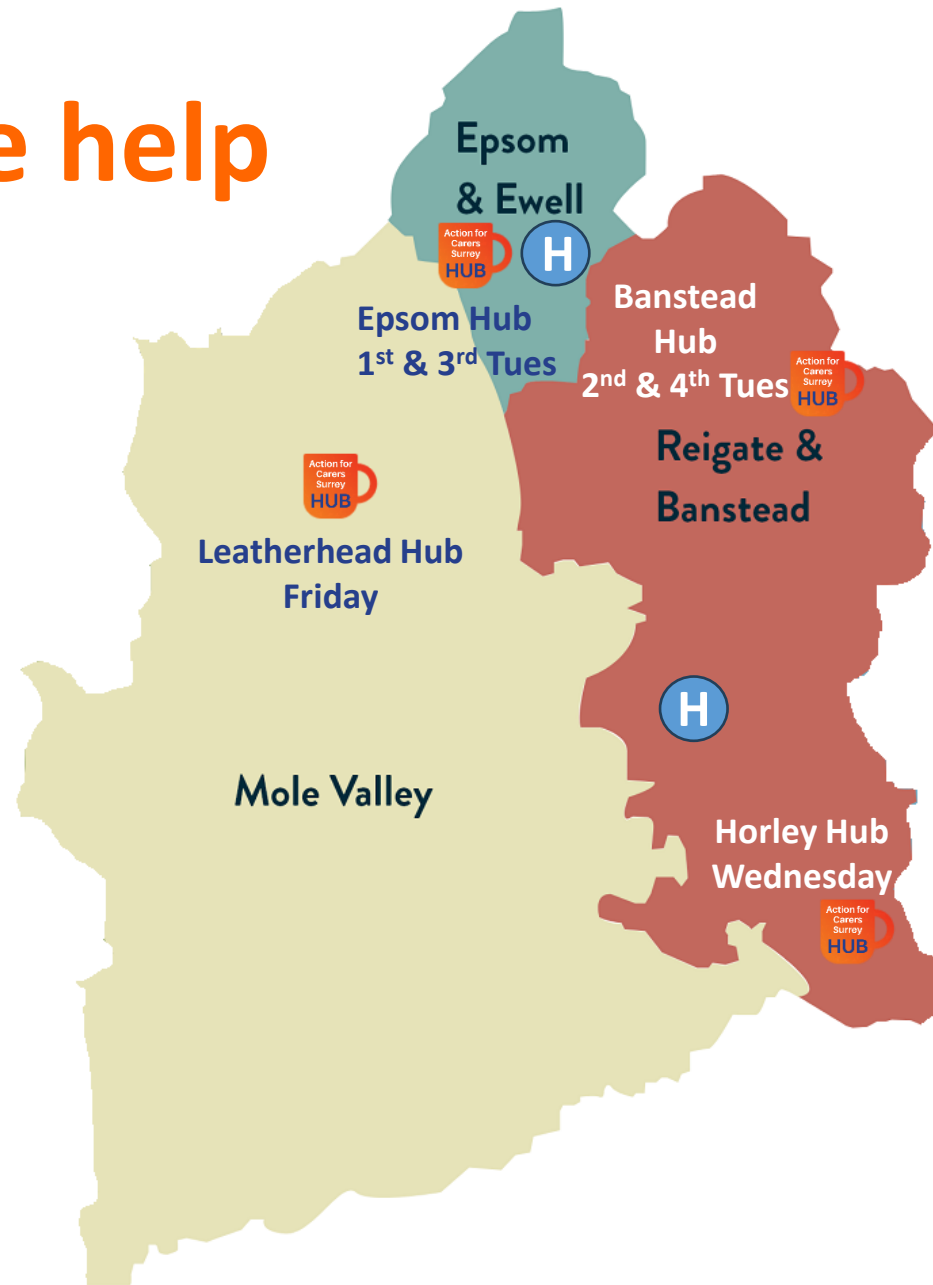 e help
Epsom
& Ewell
Action for
Carers
Surrey
HUB
H
Epsom Hub
1st & 3rd Tues
Banstead
Hub
2nd & 4th Tues
Action for
Carers
Surrey
HUB
Reigate &
Banstead
Action for
Carers
Surrey
HUB
Leatherhead Hub
Friday
H
Mole Valley
Horley Hub
Wednesday
Action for
Carers
Surrey
HUB